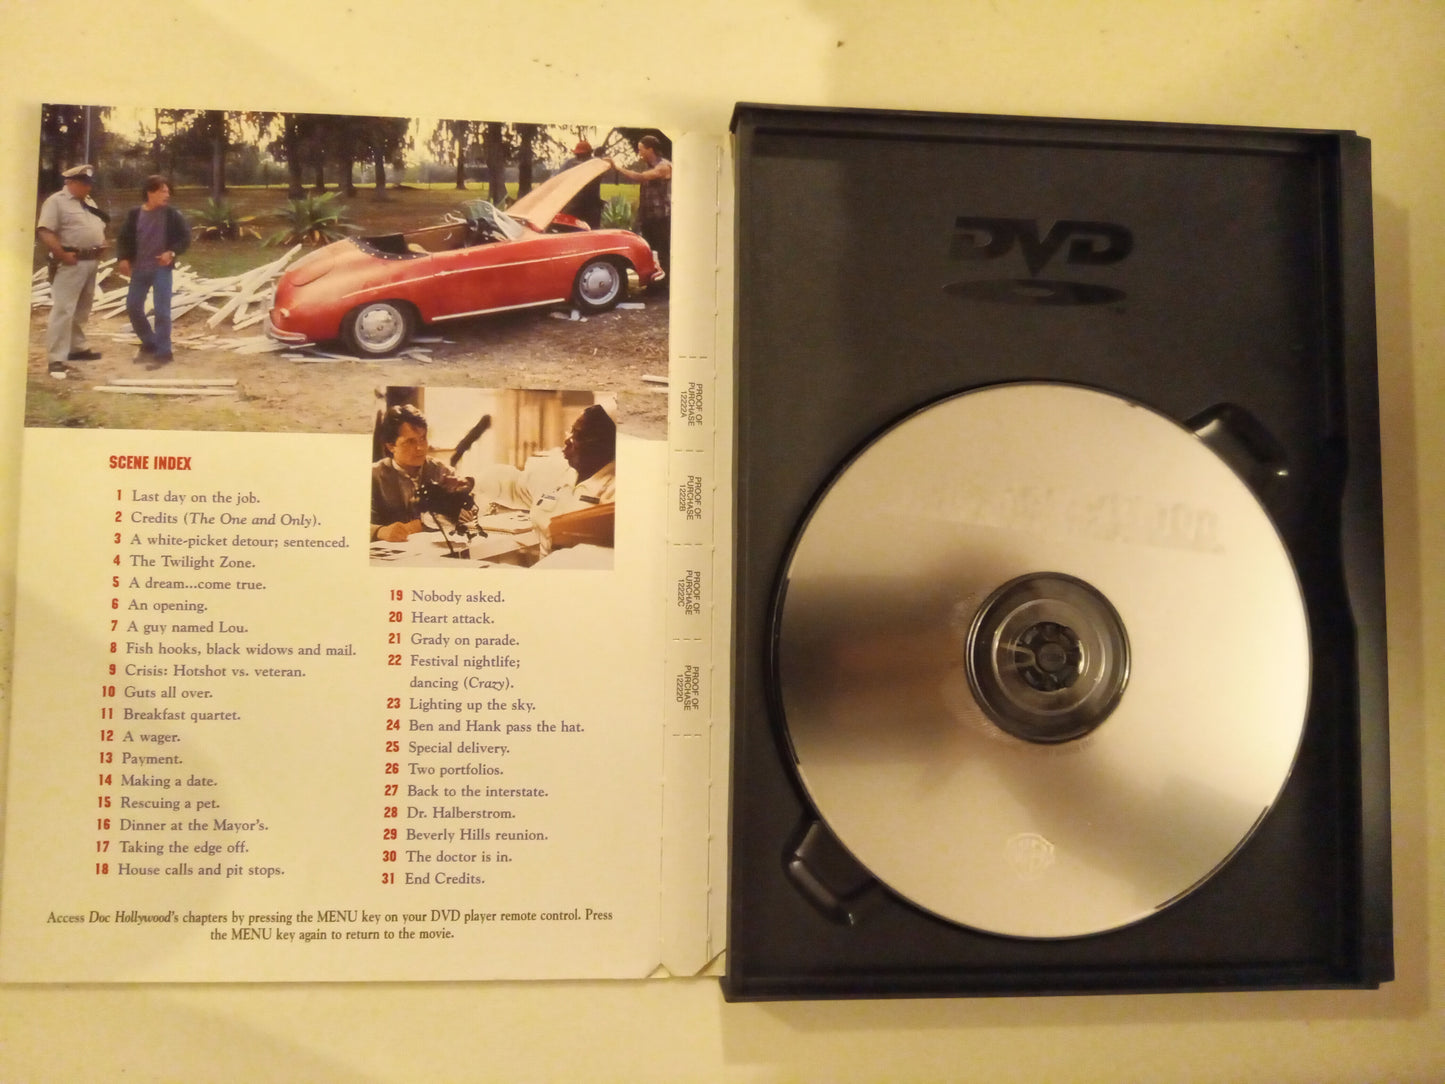 SCENE INDEX
1 Last day on the job.
2 Credits (The One and Only).
3 A white-picket detour; sentenced.
4 The Twilight Zone.
5 A dream...come true.
6 An opening.
7 A guy named Lou.
8 Fish hooks, black widows and mail.
9 Crisis: Hotshot vs. veteran.
10 Guts all over.
11 Breakfast quartet.
12 A wager.
13 Payment.
14 Making a date.
15 Rescuing a pet.
16 Dinner at the Mayor's.
17 Taking the edge off.
18 House calls and pit stops.
19 Nobody asked.
20 Heart attack.
21 Grady on parade.
22 Festival nightlife;
dancing (Crazy).
23 Lighting up the sky.
24 Ben and Hank pass the hat.
25 Special delivery.
26 Two portfolios.
27 Back to the interstate.
28 Dr. Halberstrom.
29 Beverly Hills reunion.
30 The doctor is in.
31 End Credits.
Access Doc Hollywood's chapters by pressing the MENU key on your DVD player remote control. Press
the MENU key again to return to the movie.
PROOF OF
PURCHASE
12222A
PROOF OF
PURCHASE
12222B
PROOF OF
PURCHASE
12222C
PROOF OF
PURCHASE
12222D
DVD
TM
WB